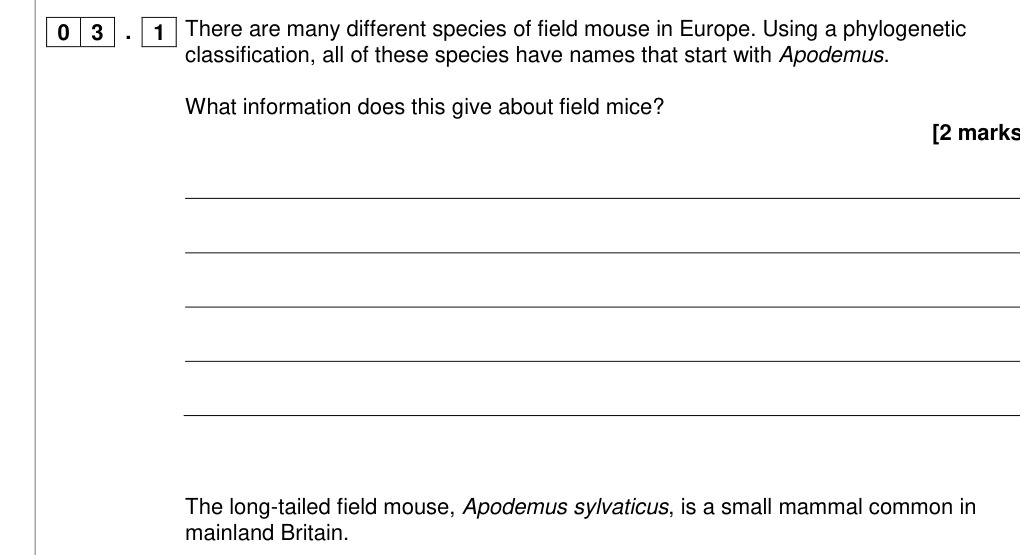 0 3 . 1 There are many different species of field mouse in Europe. Using a phylogenetic
classification, all of these species have names that start with Apodemus.
What information does this give about field mice?
[2 marks
The long-tailed field mouse, Apodemus sylvaticus, is a small mammal common in
mainland Britain.